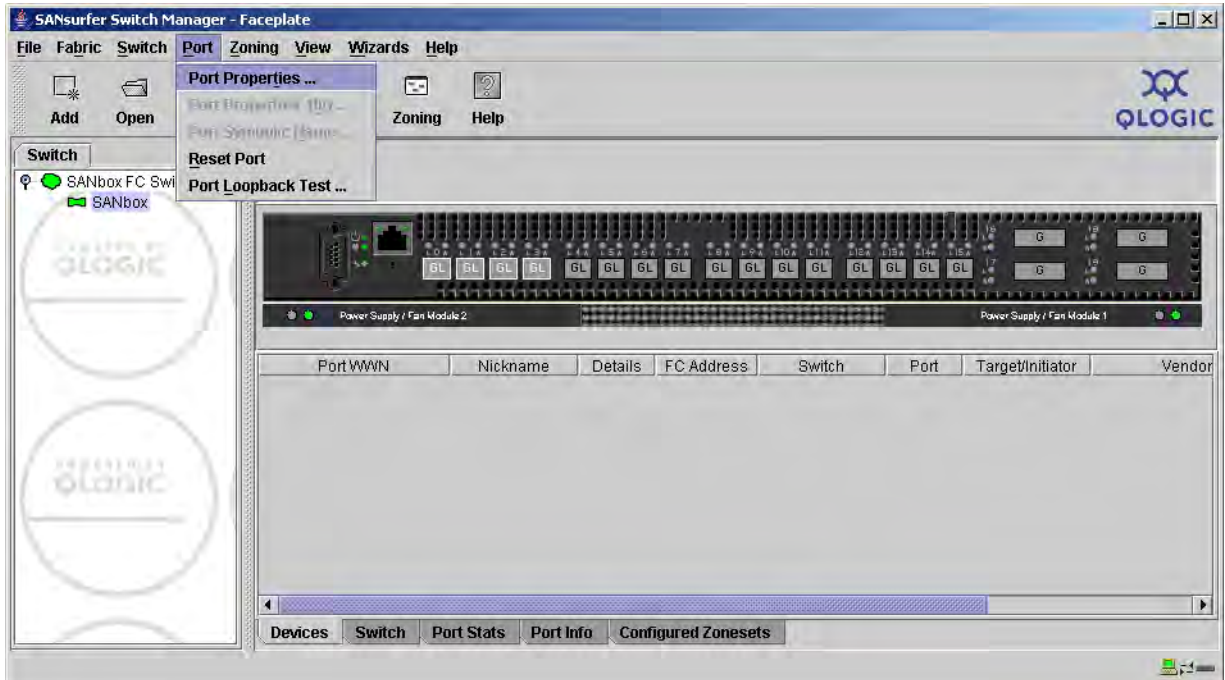 SANsurfer Switch Manager - Faceplate
File Fabric Switch Port Zoning View Wizards Help
Port Properties ...
Add Open Zoning Help
QLOGIC
Reset Port
Port Loopback Test ...
Switch
SANbox FC Swi
SANbox
QLOGIC
QLOGIC
GL GL GL GL GL GL GL GL GL GL GL GL GL GL GL GL
G G
G G
Power Supply / Fan Module 2 Power Supply / Fan Module 1
Port WWN Nickname Details FC Address Switch Port Target/Initiator Vendor
Devices Switch Port Stats Port Info Configured Zonesets